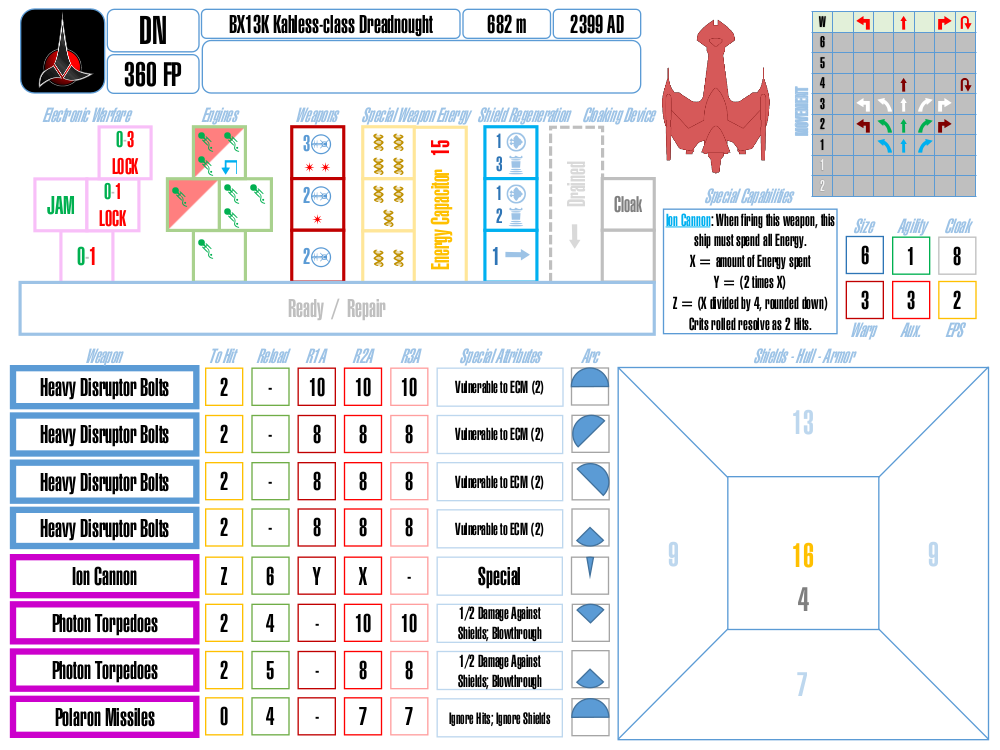 DN
BX13K Kahless-class Dreadnought
682 m
2399 AD
360 FP
Electronic Warfare
Engines
Weapons
Special Weapon Energy
Shield Regeneration
Cloaking Device
0-3
LOCK
JAM
0-1
LOCK
0-1
3
2
2
15
Energy Capacitor
1
3
1
2
1
Drained
Cloak
Ready / Repair
MOVEMENT
W
6
5
4
3
2
1
1
2
Special Capabilities
Ion Cannon: When firing this weapon, this
ship must spend all Energy.
X = amount of Energy spent
Y = (2 times X)
Z = (X divided by 4, rounded down)
Crits rolled resolve as 2 Hits.
Size
Agility
Cloak
6
1
8
3
3
2
Warp
Aux.
EPS
Weapon
To Hit
Reload
R1A
R2A
R3A
Special Attributes
Arc
Shields - Hull - Armor
Heavy Disruptor Bolts
2
-
10
10
10
Vulnerable to ECM (2)
Heavy Disruptor Bolts
2
-
8
8
8
Vulnerable to ECM (2)
Heavy Disruptor Bolts
2
-
8
8
8
Vulnerable to ECM (2)
Heavy Disruptor Bolts
2
-
8
8
8
Vulnerable to ECM (2)
Ion Cannon
Z
6
Y
X
-
Special
Photon Torpedoes
2
4
-
10
10
1/2 Damage Against
Shields; Blowthrough
Photon Torpedoes
2
5
-
8
8
1/2 Damage Against
Shields; Blowthrough
Polaron Missiles
0
4
-
7
7
Ignore Hits; Ignore Shields
13
9
16
9
4
7